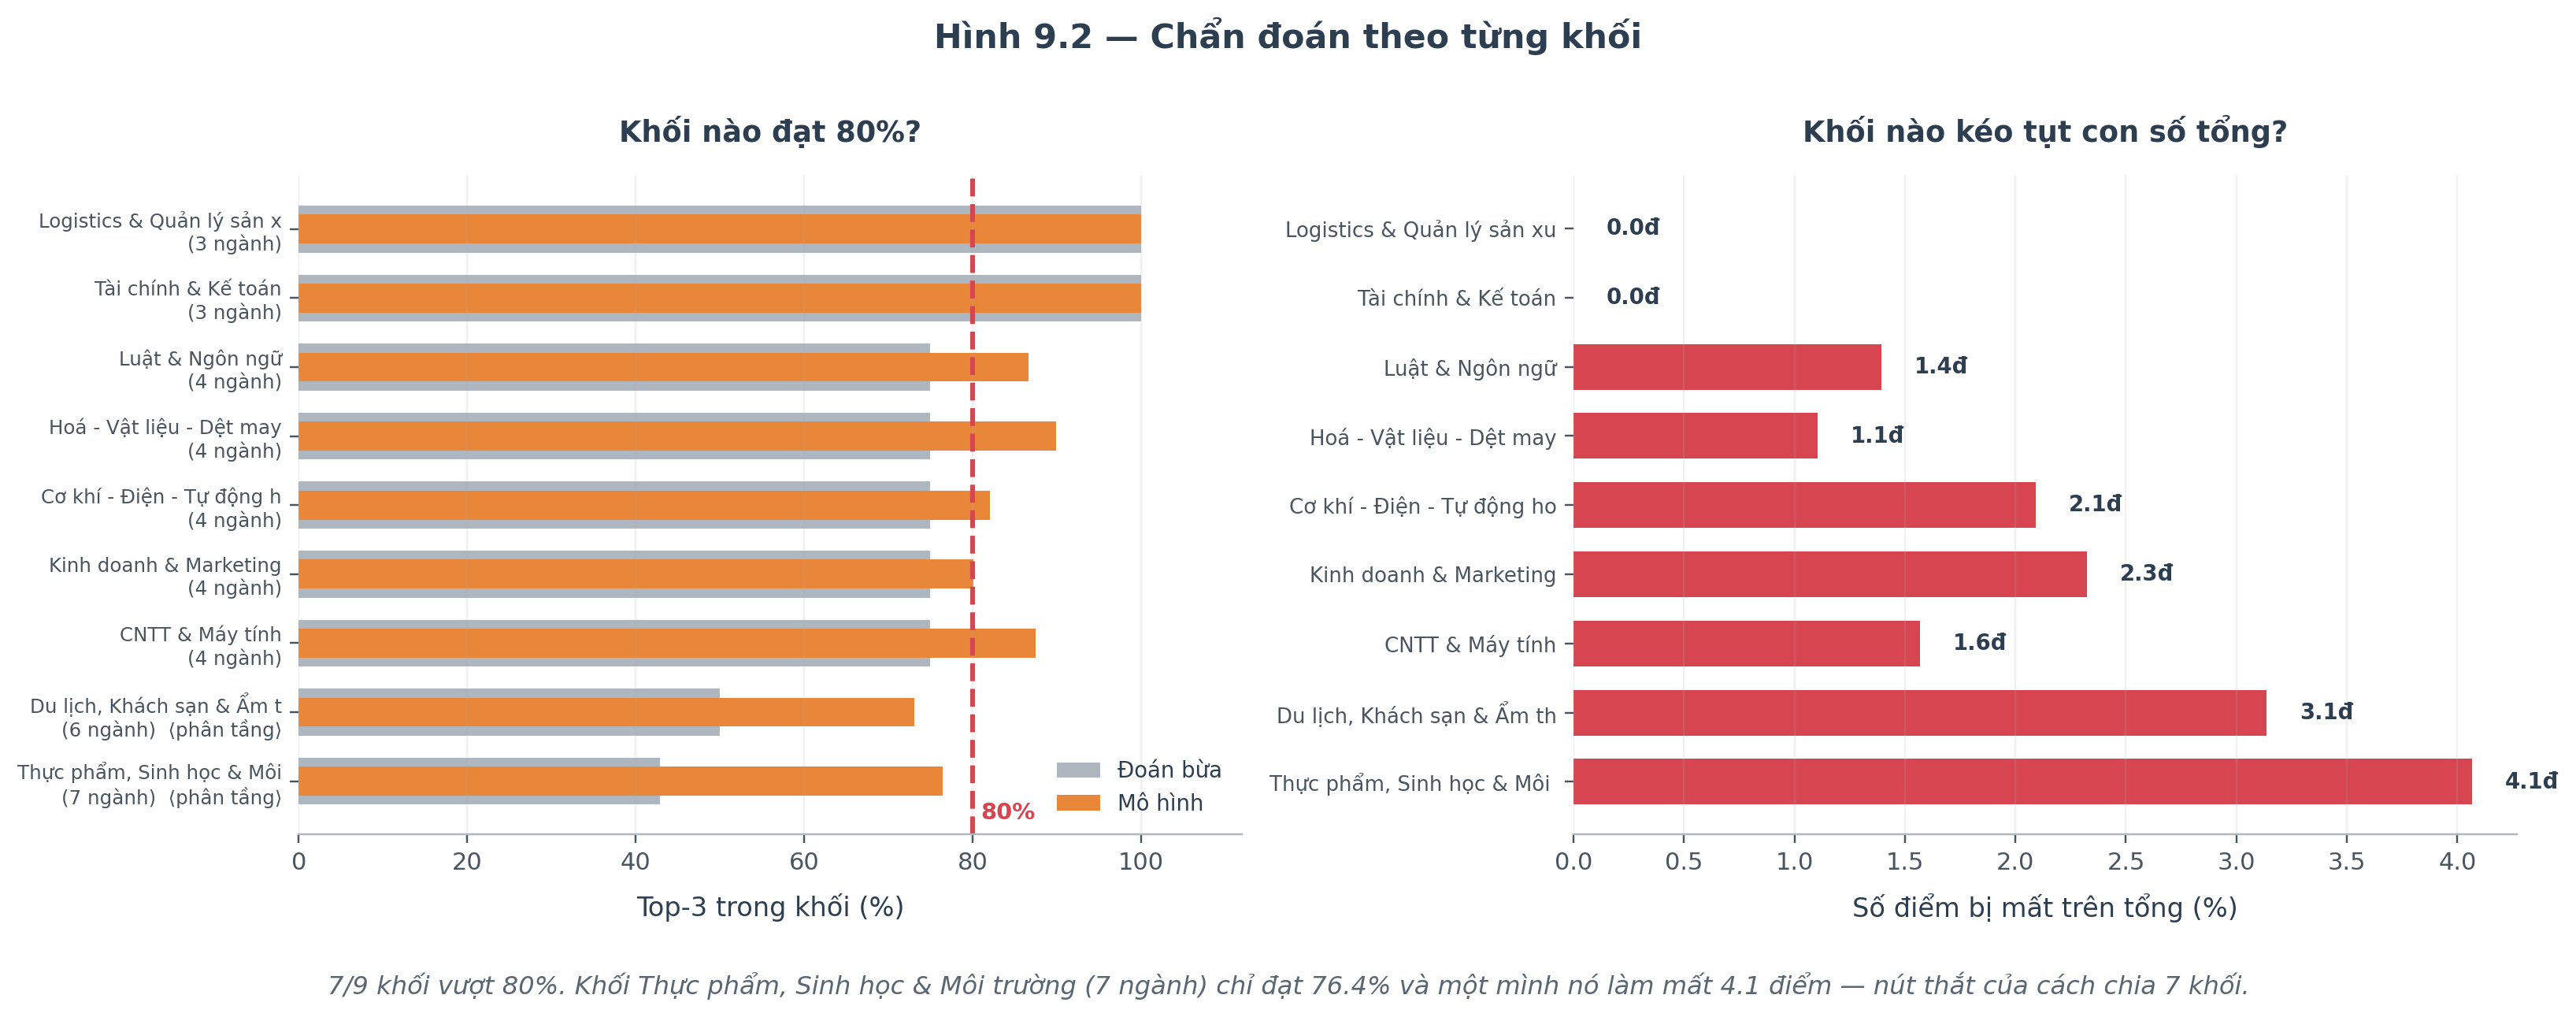 Hình 9.2 — Chẩn đoán theo từng khối
Khối nào đạt 80%?
Logistics & Quản lý sản x
(3 ngành)
Tài chính & Kế toán
(3 ngành)
Luật & Ngôn ngữ
(4 ngành)
Hoá - Vật liệu - Dệt may
(4 ngành)
Cơ khí - Điện - Tự động h
(4 ngành)
Kinh doanh & Marketing
(4 ngành)
CNTT & Máy tính
(4 ngành)
Du lịch, Khách sạn & Ẩm t
(6 ngành) ⟨phân tầng⟩
Thực phẩm, Sinh học & Môi
(7 ngành) ⟨phân tầng⟩
80%
Đoán bừa
Mô hình
0 20 40 60 80 100
Top-3 trong khối (%)
Khối nào kéo tụt con số tổng?
Logistics & Quản lý sản xu 0.0đ
Tài chính & Kế toán 0.0đ
Luật & Ngôn ngữ 1.4đ
Hoá - Vật liệu - Dệt may 1.1đ
Cơ khí - Điện - Tự động ho 2.1đ
Kinh doanh & Marketing 2.3đ
CNTT & Máy tính 1.6đ
Du lịch, Khách sạn & Ẩm th 3.1đ
Thực phẩm, Sinh học & Môi 4.1đ
0.0 0.5 1.0 1.5 2.0 2.5 3.0 3.5 4.0
Số điểm bị mất trên tổng (%)
7/9 khối vượt 80%. Khối Thực phẩm, Sinh học & Môi trường (7 ngành) chỉ đạt 76.4% và một mình nó làm mất 4.1 điểm — nút thắt của cách chia 7 khối.